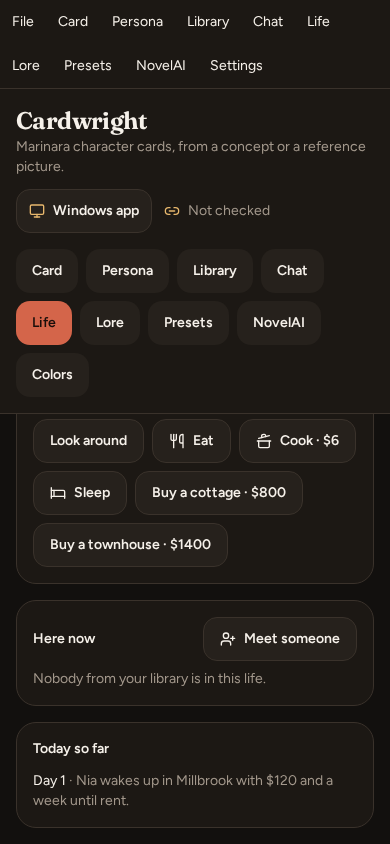 File Card Persona Library Chat Life
Lore Presets NovelAI Settings
Cardwright
Marinara character cards, from a concept or a reference
picture.
Windows app Not checked
Card Persona Library Chat
Life Lore Presets NovelAI
Colors
Look around Eat Cook · $6
Sleep Buy a cottage · $800
Buy a townhouse · $1400
Here now Meet someone
Nobody from your library is in this life.
Today so far
Day 1 · Nia wakes up in Millbrook with $120 and a
week until rent.